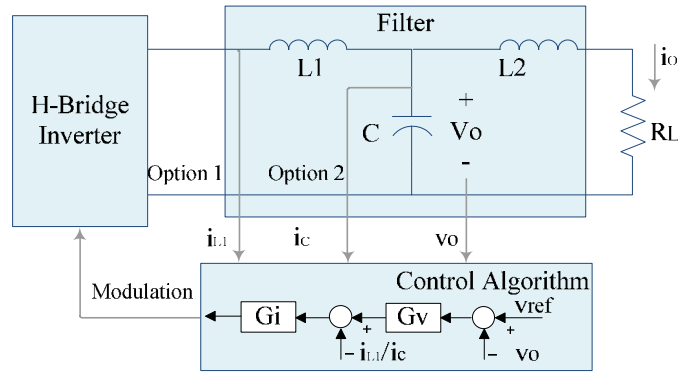 Filter
L1
L2
io
H-Bridge
Inverter
+
C
Vo
-
RL
Option 1
Option 2
iL1
ic
vo
Control Algorithm
Modulation
vref
Gi
Gv
+
+
- iL1/ic
- vo